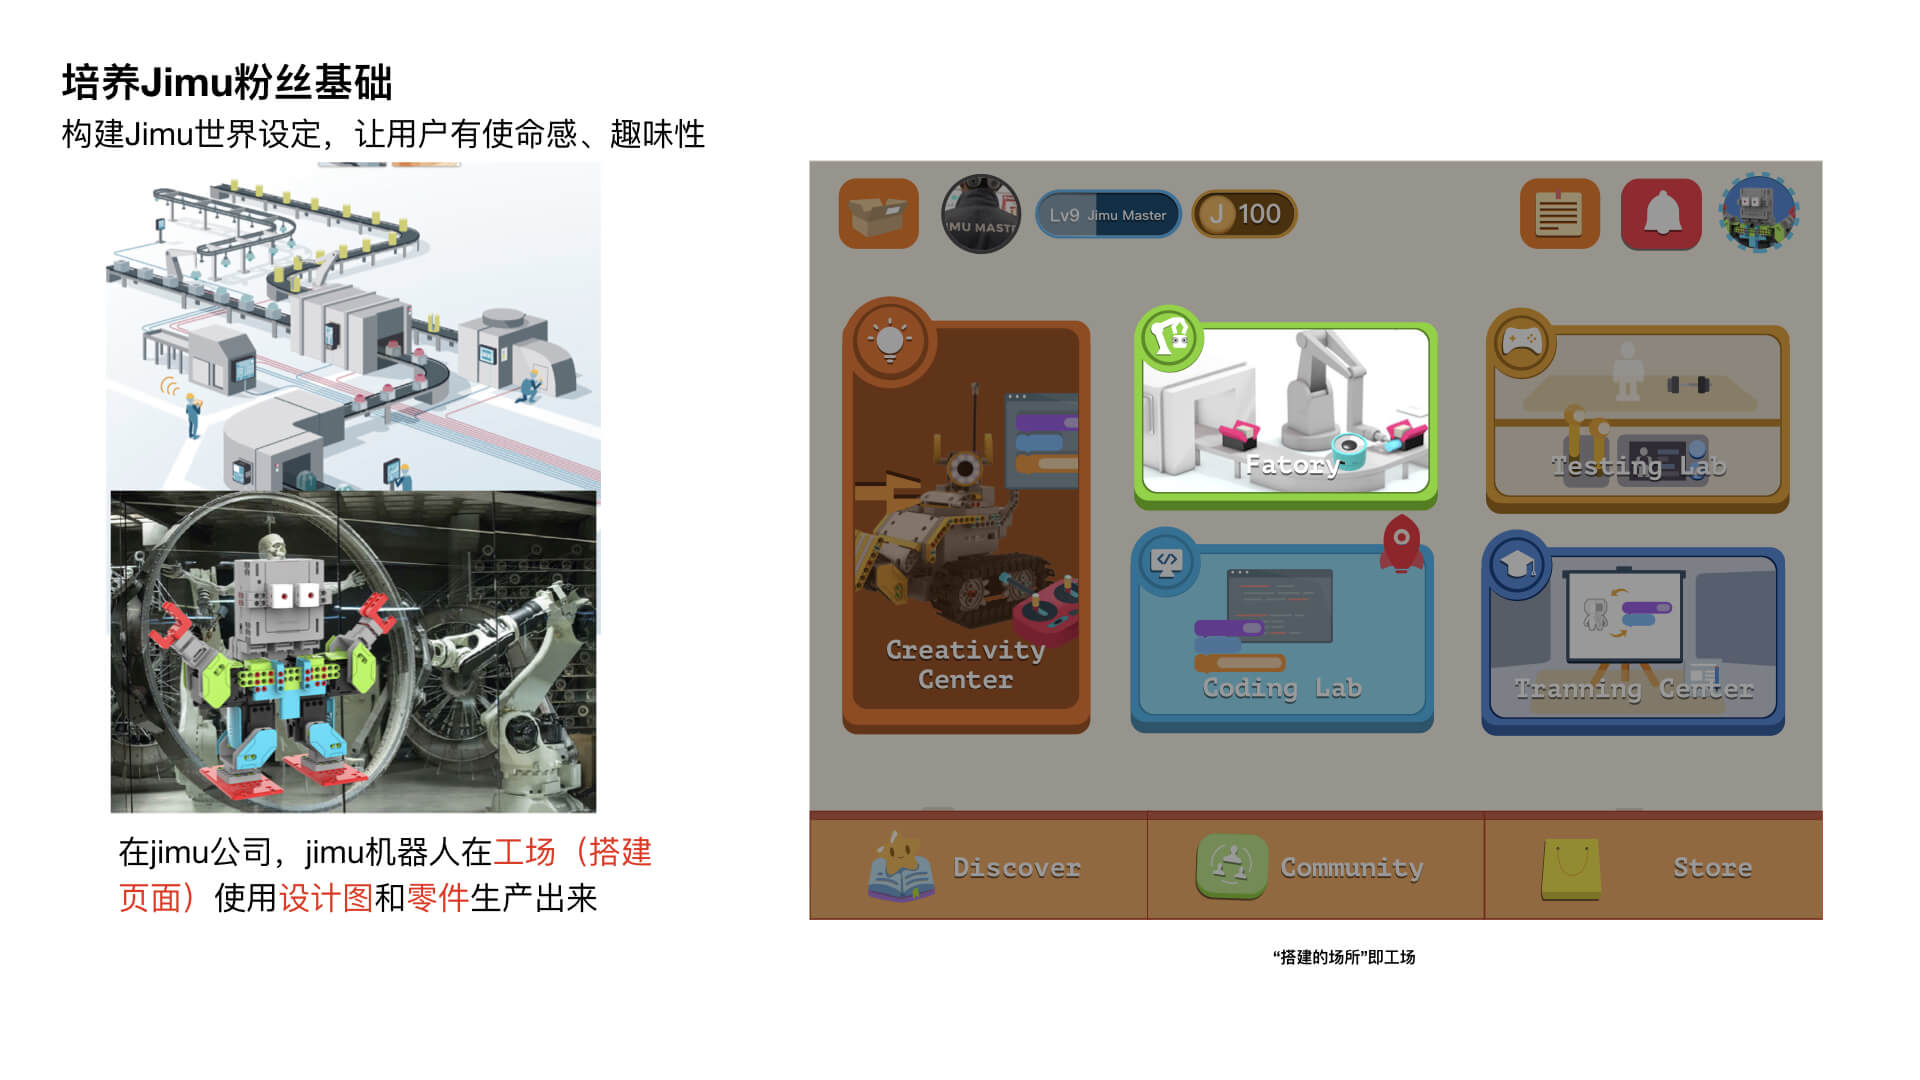 培养Jimu粉丝基础
构建Jimu世界设定，让用户有使命感、趣味性
Lv9 Jimu Master
J 100
Fatory
Testing Lab
Creativity
Center
Coding Lab
Tranning Center
Discover
Community
Store
在jimu公司，jimu机器人在工场（搭建
页面）使用设计图和零件生产出来
“搭建的场所”即工场